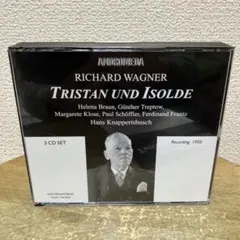 ANDROMEDA
RICHARD WAGNER
TRISTAN UND ISOLDE
Helena Braun, Günther Treptow,
Margarete Klose, Paul Schöffler, Ferdinand Frantz
Hans Knappertsbusch
3 CD SET
Recording: 1950